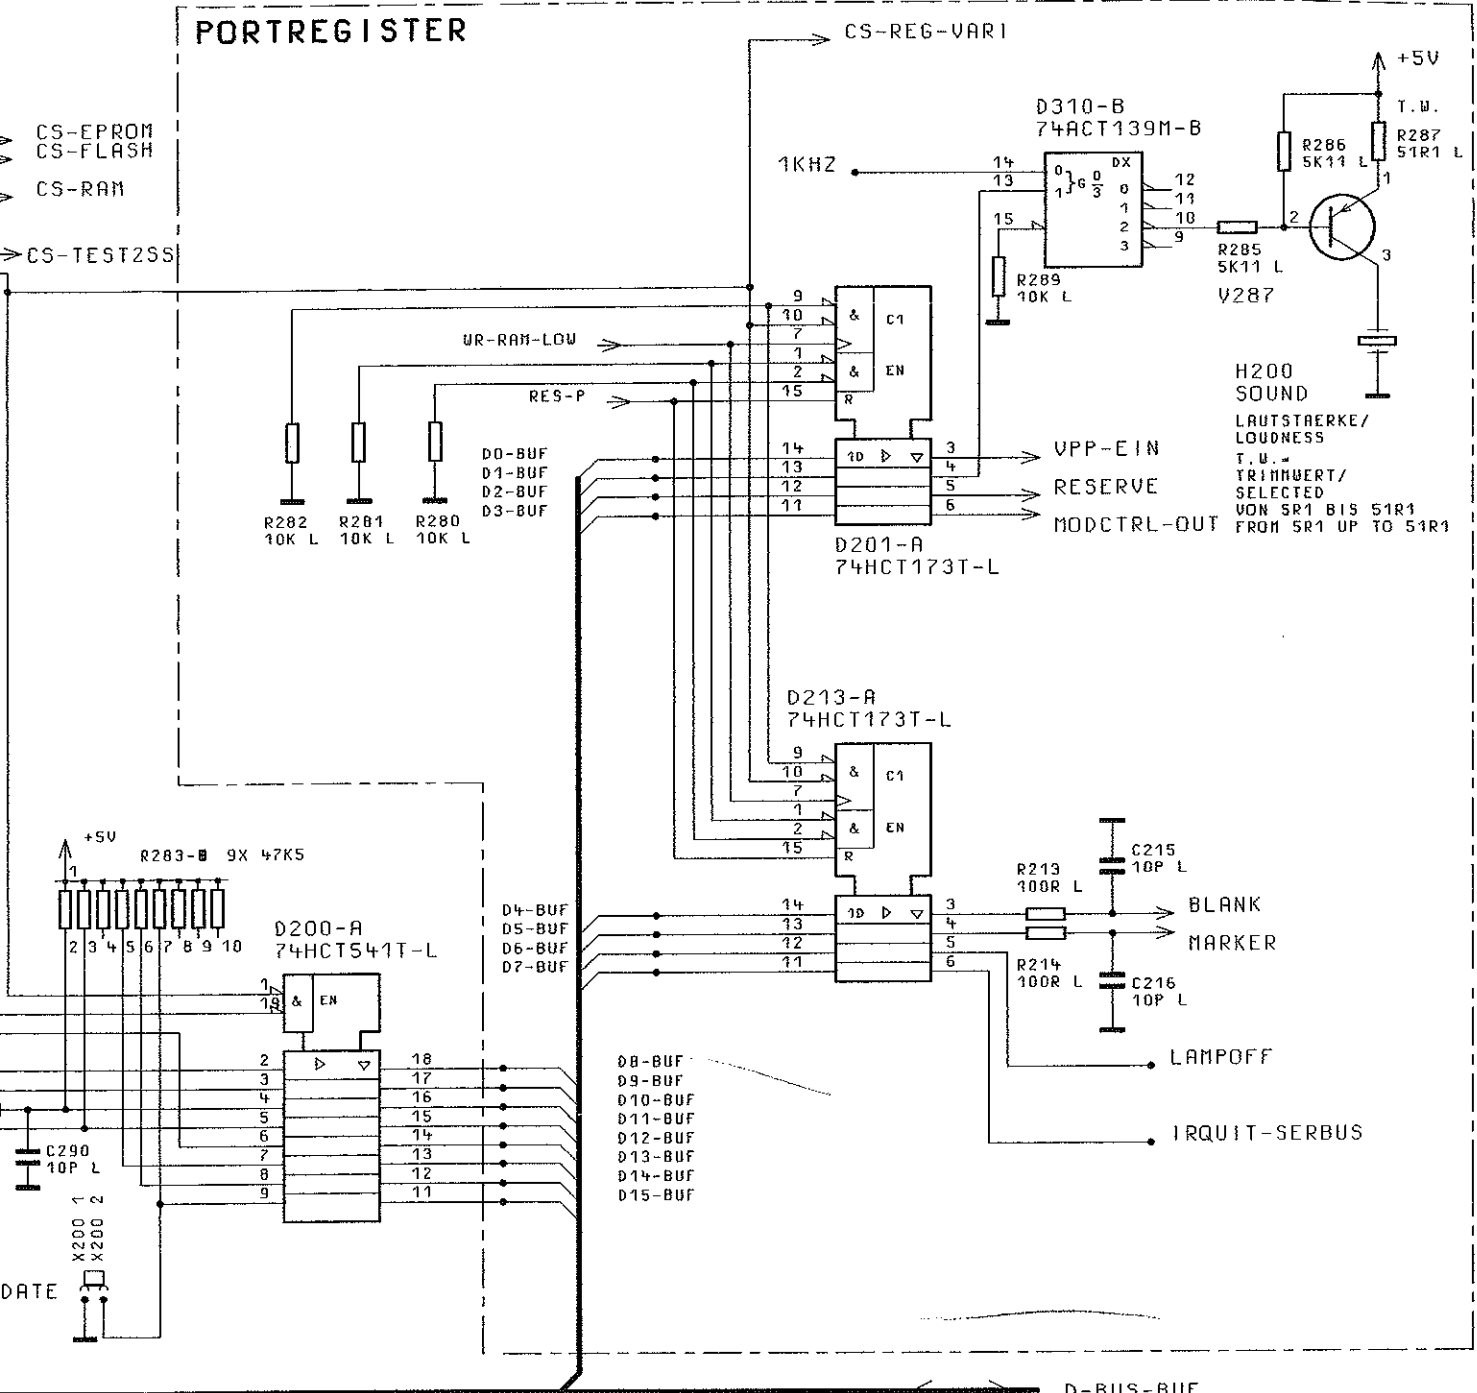 PORTREGISTER
CS-REG-VAR1
+5V
CS-EPROM
CS-FLASH
CS-RAM
CS-TEST2SS
D310-B
74ACT139M-B
T.W.
R287
51R1 L
R286
5K11 L
1KHZ
14
13
15
0
1
G 0
3
DX
0
1
2
3
12
11
10
9
1
2
3
R285
5K11 L
V287
R289
10K L
9
10
7
1
2
15
&
C1
&
EN
R
WR-RAM-LOW
RES-P
H200
SOUND
LAUTSTAERKE/
LOUDNESS
T.W.=
TRIMMWERT/
SELECTED
VON 5R1 BIS 51R1
FROM 5R1 UP TO 51R1
R282
10K L
R281
10K L
R280
10K L
D0-BUF
D1-BUF
D2-BUF
D3-BUF
14
13
12
11
1D
3
4
5
6
VPP-EIN
RESERVE
MODCTRL-OUT
D201-A
74HCT173T-L
D213-A
74HCT173T-L
9
10
7
1
2
15
&
C1
&
EN
R
+5V
1
R283-B 9X 47K5
2 3 4 5 6 7 8 9 10
D200-A
74HCT541T-L
D4-BUF
D5-BUF
D6-BUF
D7-BUF
14
13
12
11
1D
3
4
5
6
R213
100R L
C215
10P L
BLANK
MARKER
R214
100R L
C216
10P L
LAMPOFF
IRQUIT-SERBUS
1
19
&
EN
2
3
4
5
6
7
8
9
18
17
16
15
14
13
12
11
D8-BUF
D9-BUF
D10-BUF
D11-BUF
D12-BUF
D13-BUF
D14-BUF
D15-BUF
C290
10P L
X200 1
X200 2
DATE
D-BUS-BUF